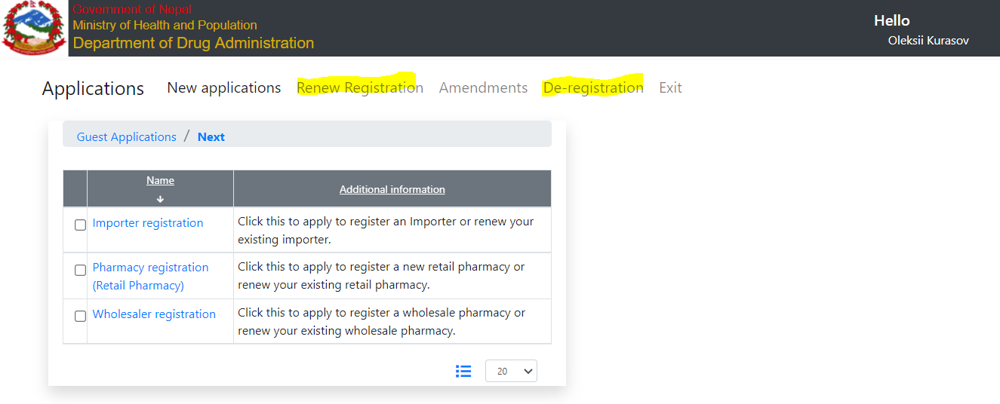 Government of Nepal
Ministry of Health and Population
Department of Drug Administration
Hello
Oleksii Kurasov
Applications New applications Renew Registration Amendments De-registration Exit
Guest Applications / Next
Name Additional information
Importer registration Click this to apply to register an Importer or renew your
existing importer.
Pharmacy registration Click this to apply to register a new retail pharmacy or
(Retail Pharmacy) renew your existing retail pharmacy.
Wholesaler registration Click this to apply to register a wholesale pharmacy or
renew your existing wholesale pharmacy.
20